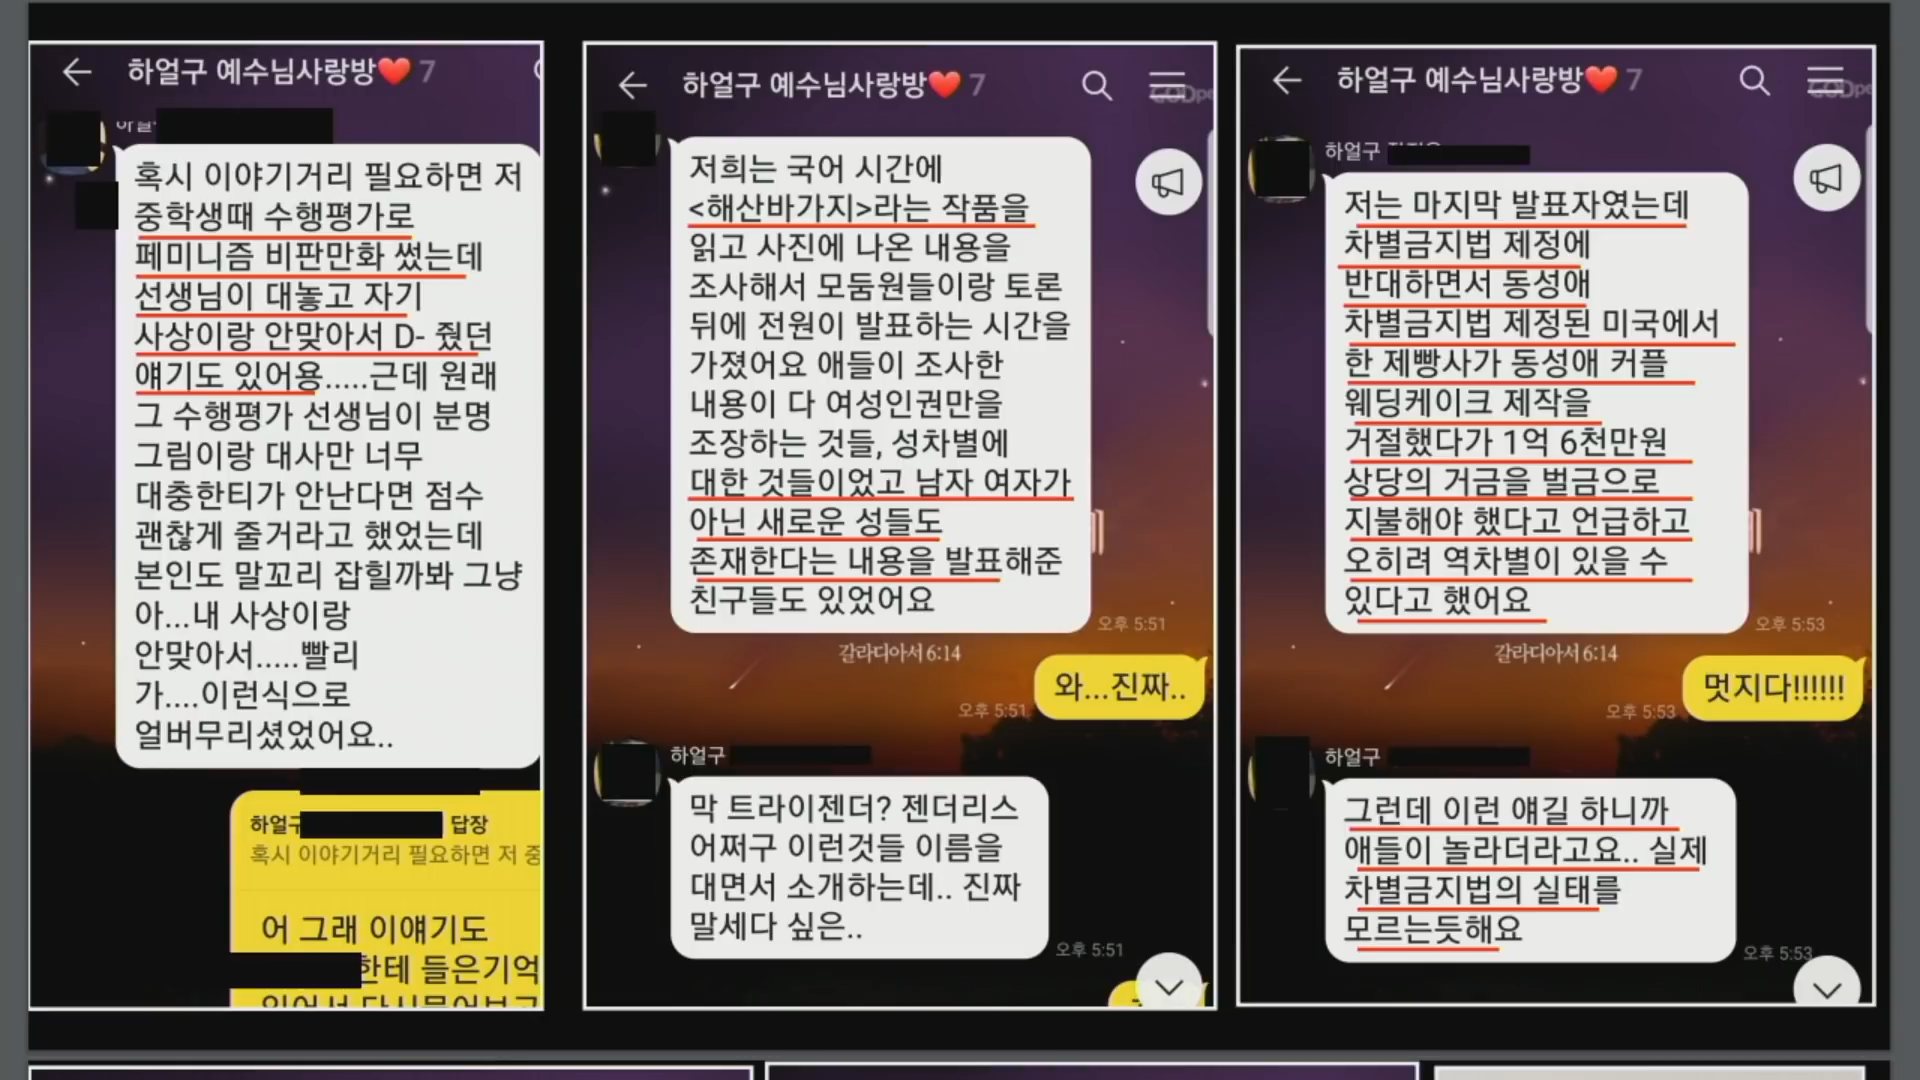 하얼구 예수님사랑방❤️ 7
혹시 이야기거리 필요하면 저
중학생때 수행평가로
페미니즘 비판만화 썼는데
선생님이 대놓고 자기
사상이랑 안맞아서 D- 줬던
얘기도 있어용.....근데 원래
그 수행평가 선생님이 분명
그림이랑 대사만 너무
대충한티가 안난다면 점수
괜찮게 줄거라고 했었는데
본인도 말꼬리 잡힐까봐 그냥
아...내 사상이랑
안맞아서.....빨리
가....이런식으로
얼버무리셨었어요..
하얼구 답장
혹시 이야기거리 필요하면 저 중
어 그래 이얘기도
한테 들은기억
하얼구 예수님사랑방❤️ 7
GODpe
저희는 국어 시간에
<해산바가지>라는 작품을
읽고 사진에 나온 내용을
조사해서 모둠원들이랑 토론
뒤에 전원이 발표하는 시간을
가졌어요 애들이 조사한
내용이 다 여성인권만을
조장하는 것들, 성차별에
대한 것들이었고 남자 여자가
아닌 새로운 성들도
존재한다는 내용을 발표해준
친구들도 있었어요
오후 5:51
갈라디아서 6:14
와...진짜..
오후 5:51
하얼구
막 트라이젠더? 젠더리스
어쩌구 이런것들 이름을
대면서 소개하는데.. 진짜
말세다 싶은..
오후 5:51
하얼구 예수님사랑방❤️ 7
GODpe
하얼구
저는 마지막 발표자였는데
차별금지법 제정에
반대하면서 동성애
차별금지법 제정된 미국에서
한 제빵사가 동성애 커플
웨딩케이크 제작을
거절했다가 1억 6천만원
상당의 거금을 벌금으로
지불해야 했다고 언급하고
오히려 역차별이 있을 수
있다고 했어요
오후 5:53
갈라디아서 6:14
멋지다!!!!!!
오후 5:53
하얼구
그런데 이런 얘길 하니까
애들이 놀라더라고요.. 실제
차별금지법의 실태를
모르는듯해요
오후 5:53